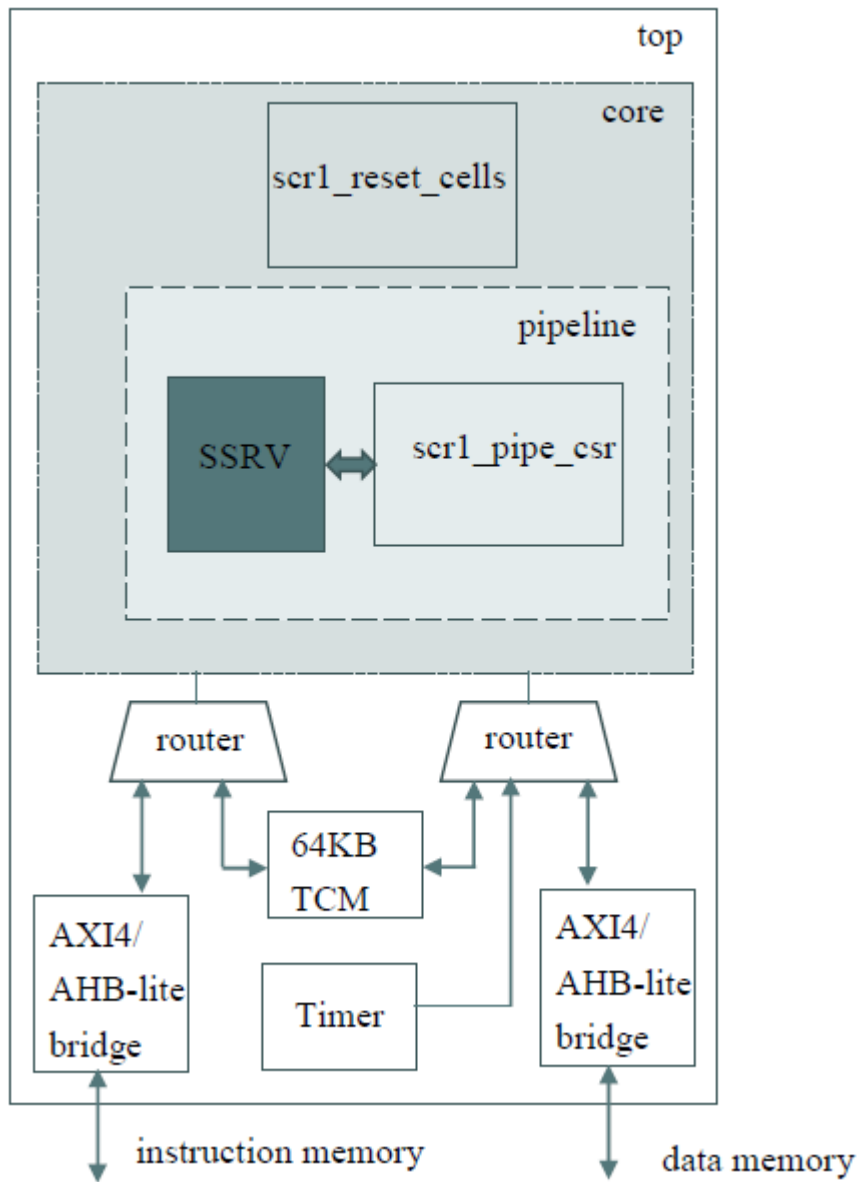 top
core
scr1_reset_cells
pipeline
SSRV
scr1_pipe_csr
router
router
64KB
TCM
AXI4/
AHB-lite
bridge
Timer
AXI4/
AHB-lite
bridge
instruction memory
data memory